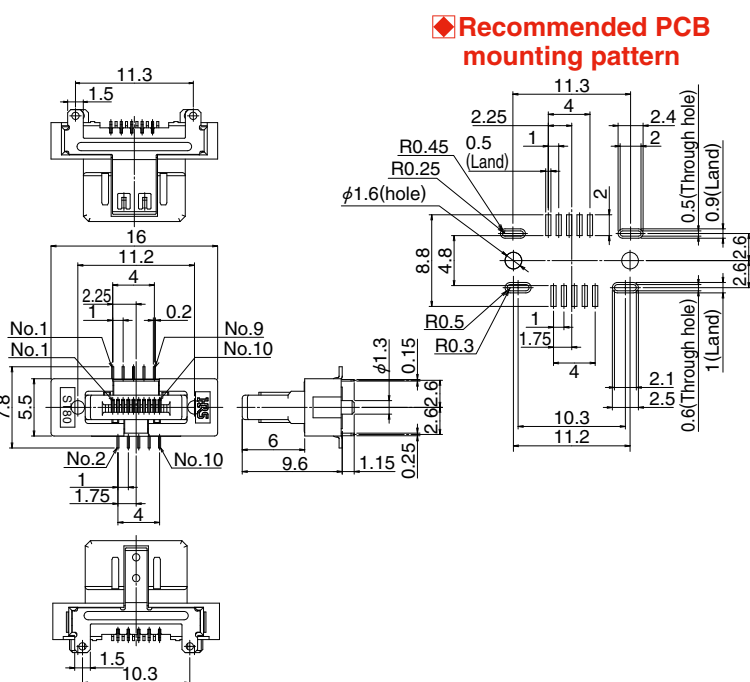 ◆Recommended PCB
mounting pattern
11.3
1.5
16
11.2
4
2.25
1
0.2
No.1
No.9
No.1
No.10
7.8
5.5
ST80
HRS
No.2
No.10
1
1.75
4
φ1.3
0.15
2.6
2.6
6
9.6
1.15
0.25
1.5
10.3
11.3
4
2.25
2.4
1
2
0.5
(Land)
R0.45
R0.25
φ1.6(hole)
2
0.5(Through hole)
0.9(Land)
2.6
2.6
8.8
4.8
R0.5
R0.3
1
1.75
4
2.1
2.5
10.3
11.2
0.6(Through hole)
1(Land)